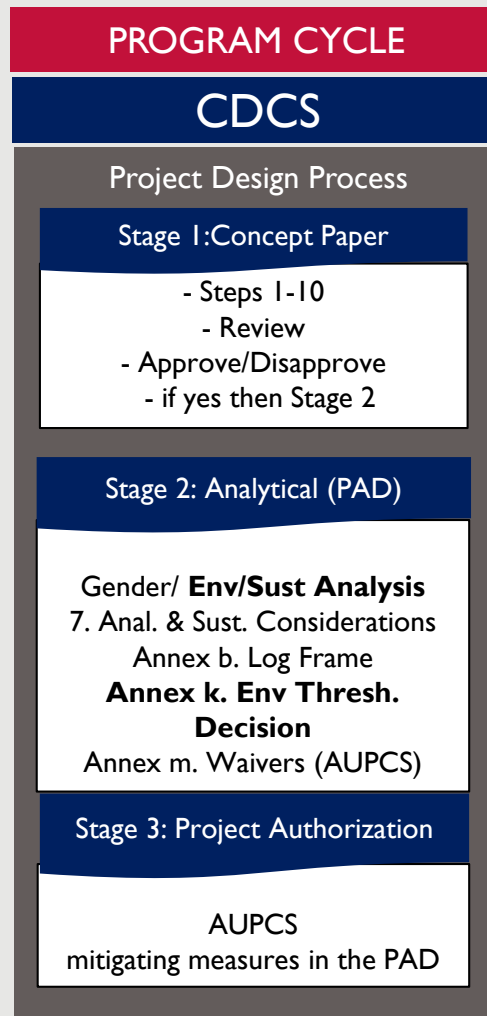 PROGRAM CYCLE
CDCS
Project Design Process
Stage 1:Concept Paper
- Steps 1-10
- Review
- Approve/Disapprove
- if yes then Stage 2
Stage 2: Analytical (PAD)
Gender/ Env/Sust Analysis
7. Anal. & Sust. Considerations
Annex b. Log Frame
Annex k. Env Thresh.
Decision
Annex m. Waivers (AUPCS)
Stage 3: Project Authorization
AUPCS
mitigating measures in the PAD